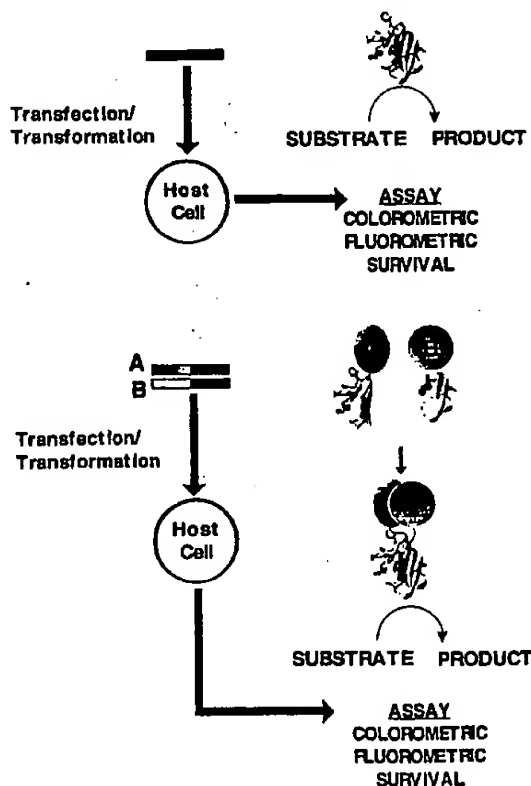 Transfection/
Transformation
Host
Cell
SUBSTRATE PRODUCT
ASSAY
COLOROMETRIC
FLUOROMETRIC
SURVIVAL
A
B
Transfection/
Transformation
Host
Cell
SUBSTRATE PRODUCT
ASSAY
COLOROMETRIC
FLUOROMETRIC
SURVIVAL